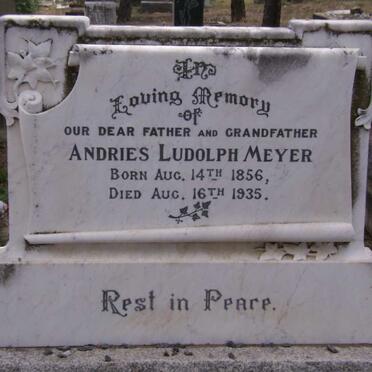 In
Loving Memory
of
OUR DEAR FATHER AND GRANDFATHER
ANDRIES LUDOLPH MEYER
BORN AUG. 14TH 1856,
DIED AUG. 16TH 1935.
Rest in Peace.